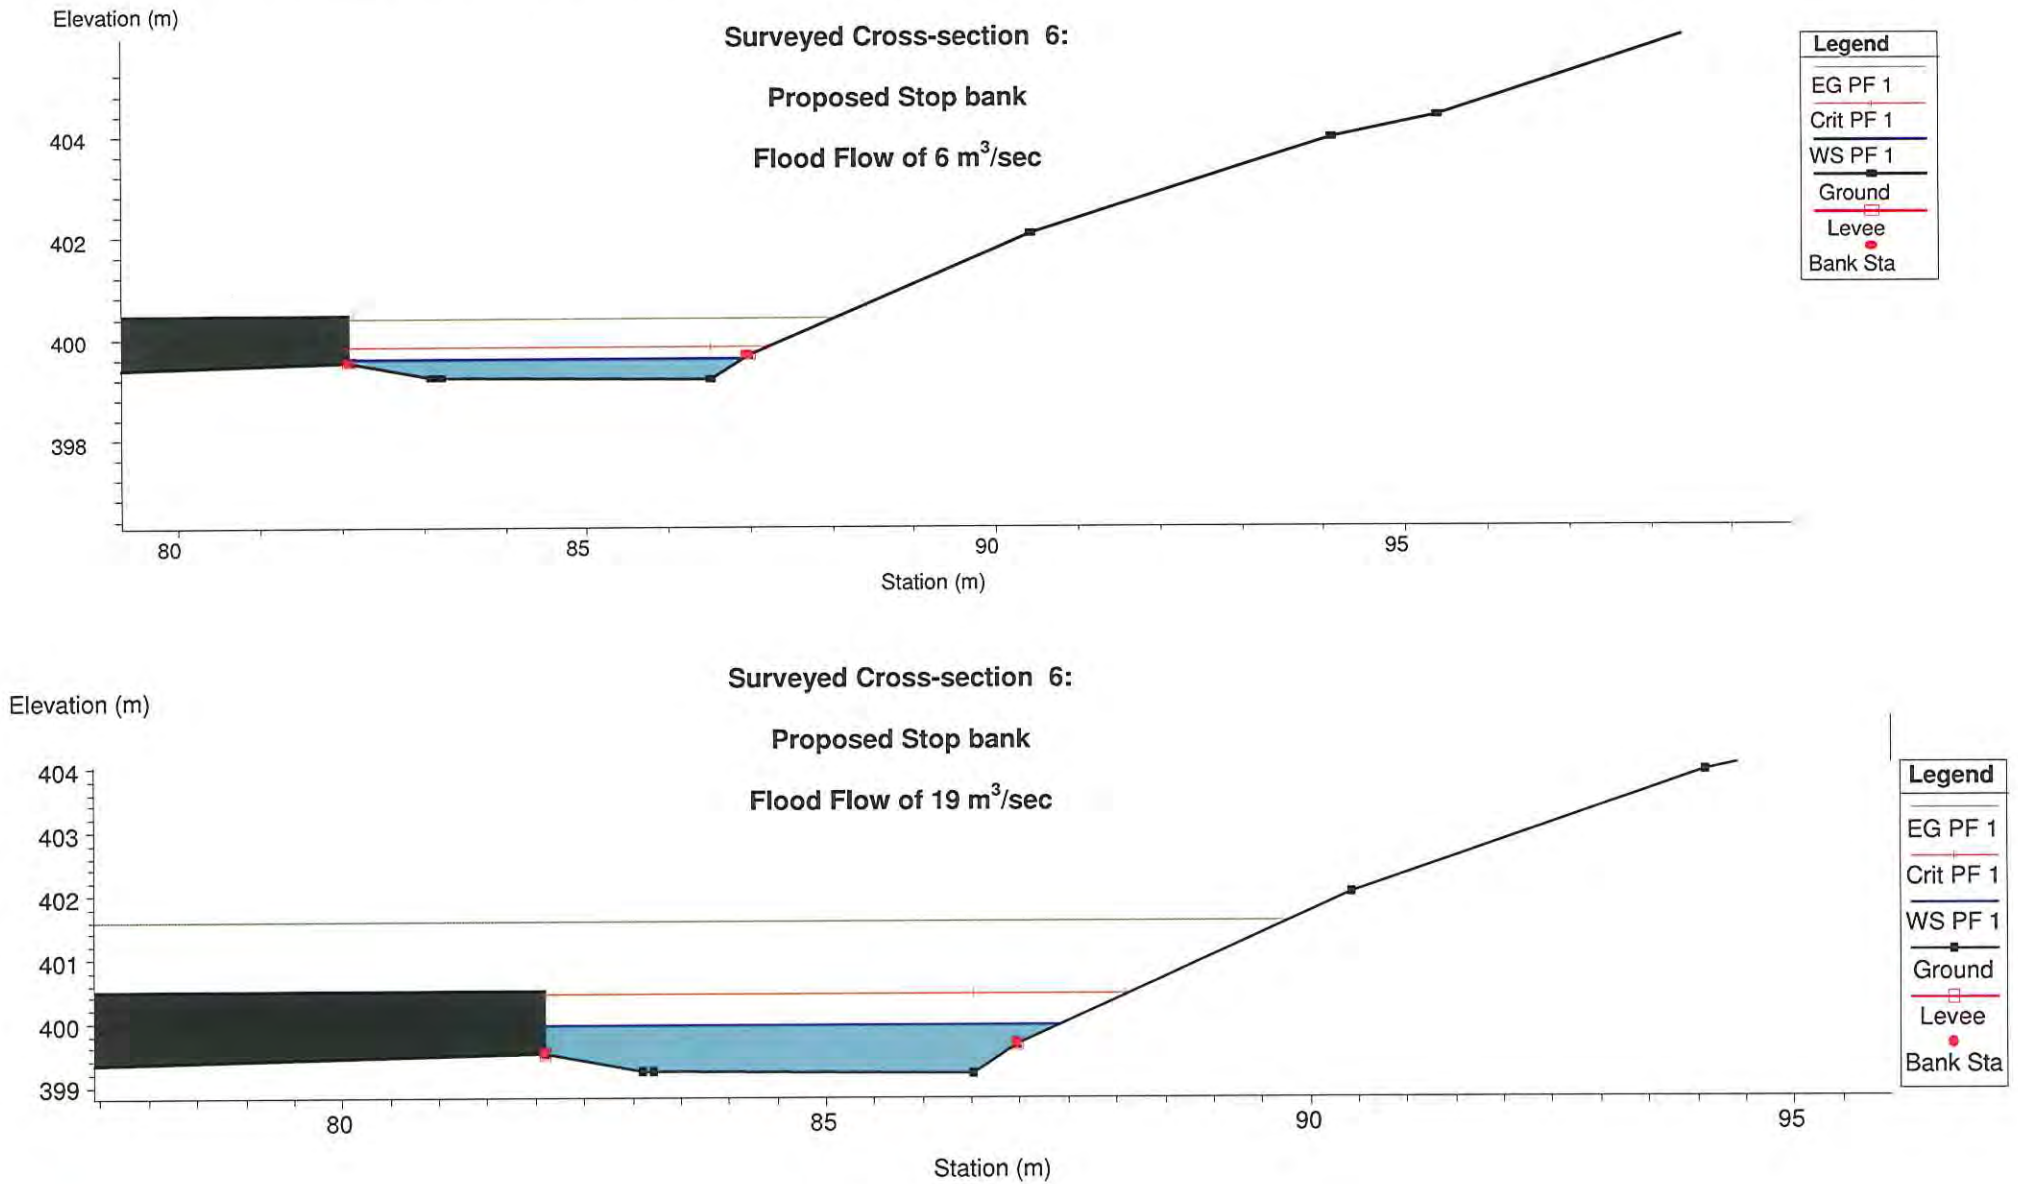 Elevation (m)
Surveyed Cross-section 6:
Proposed Stop bank
Flood Flow of 6 m³/sec
Legend
EG PF 1
Crit PF 1
WS PF 1
Ground
Levee
Bank Sta
404
402
400
398
80
85
90
95
Station (m)
Surveyed Cross-section 6:
Elevation (m)
Proposed Stop bank
Flood Flow of 19 m³/sec
Legend
EG PF 1
Crit PF 1
WS PF 1
Ground
Levee
Bank Sta
404
403
402
401
400
399
80
85
90
95
Station (m)